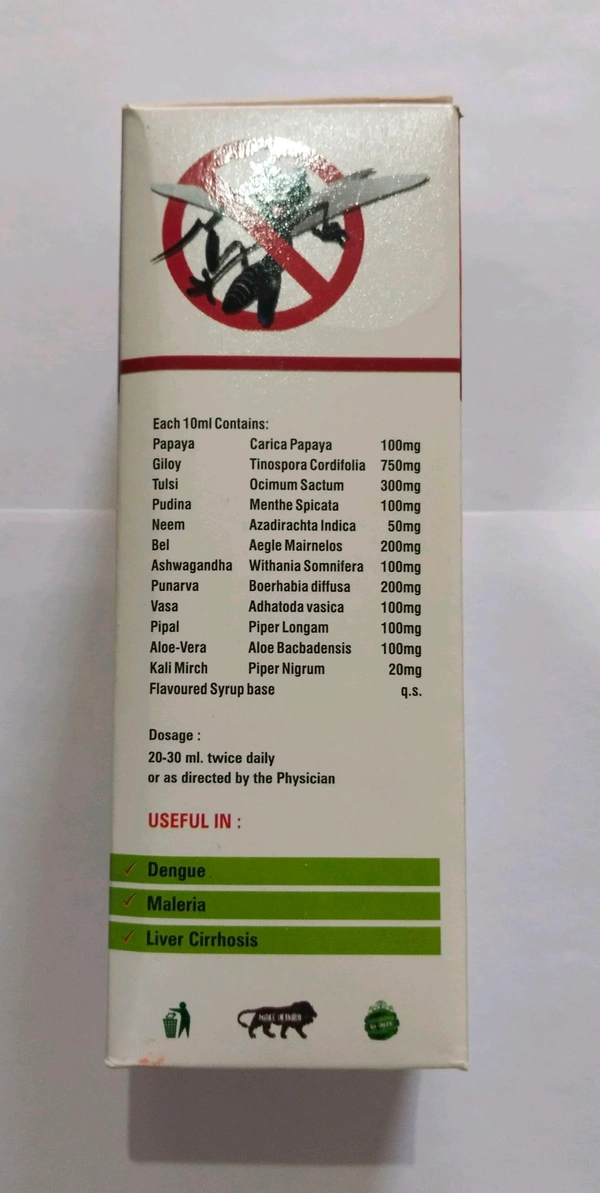 Each 10ml Contains:
Papaya Carica Papaya 100mg
Giloy Tinospora Cordifolia 750mg
Tulsi Ocimum Sactum 300mg
Pudina Menthe Spicata 100mg
Neem Azadirachta Indica 50mg
Bel Aegle Mairnelos 200mg
Ashwagandha Withania Somnifera 100mg
Punarva Boerhabia diffusa 200mg
Vasa Adhatoda vasica 100mg
Pipal Piper Longam 100mg
Aloe-Vera Aloe Bacbadensis 100mg
Kali Mirch Piper Nigrum 20mg
Flavoured Syrup base q.s.
Dosage :
20-30 ml. twice daily
or as directed by the Physician
USEFUL IN :
Dengue
Maleria
Liver Cirrhosis
MAKE IN INDIA